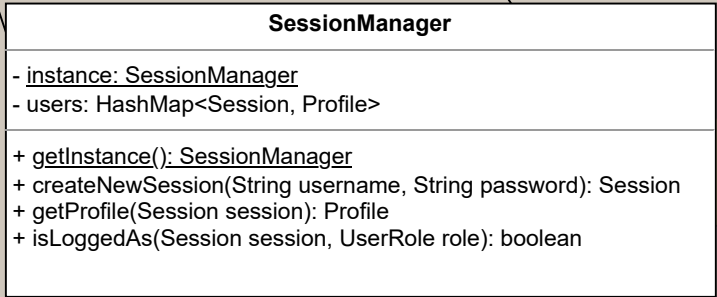 SessionManager
- instance: SessionManager
- users: HashMap<Session, Profile>
+ getInstance(): SessionManager
+ createNewSession(String username, String password): Session
+ getProfile(Session session): Profile
+ isLoggedAs(Session session, UserRole role): boolean